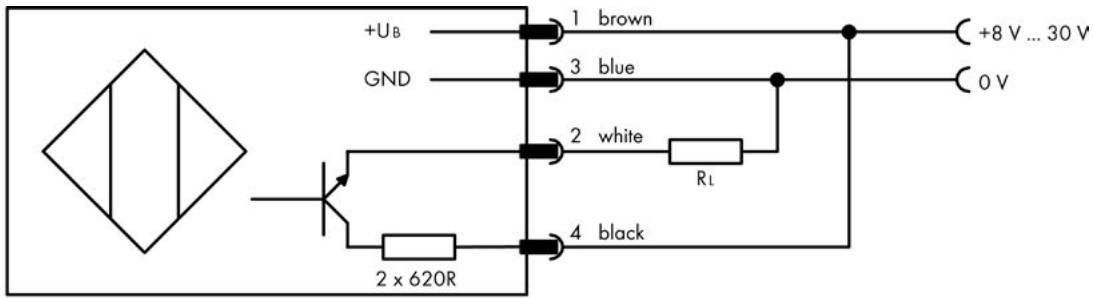 +UB 1 brown +8 V ... 30 V
GND 3 blue 0 V
2 white
RL
4 black
2 x 620R